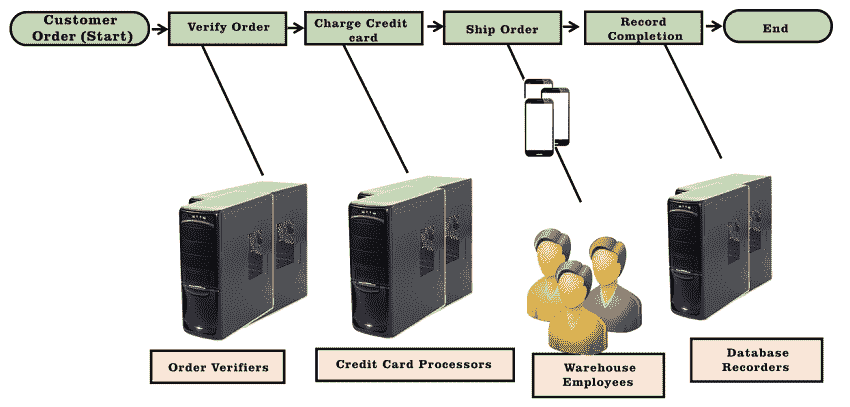 Customer
Order (Start)
Verify Order
Charge Credit
card
Ship Order
Record
Completion
End
Order Verifiers
Credit Card Processors
Warehouse
Employees
Database
Recorders